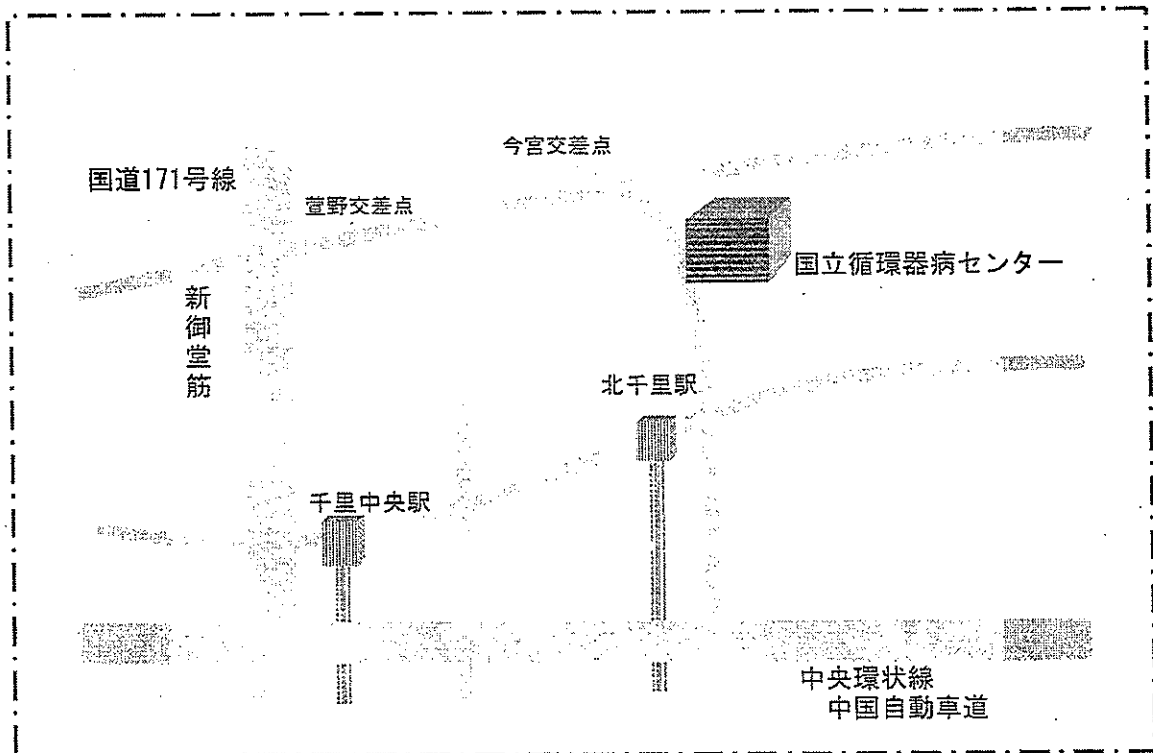 今宮交差点
国道171号線
萱野交差点
国立循環器病センター
新御堂筋
北千里駅
千里中央駅
中央環状線
中国自動車道